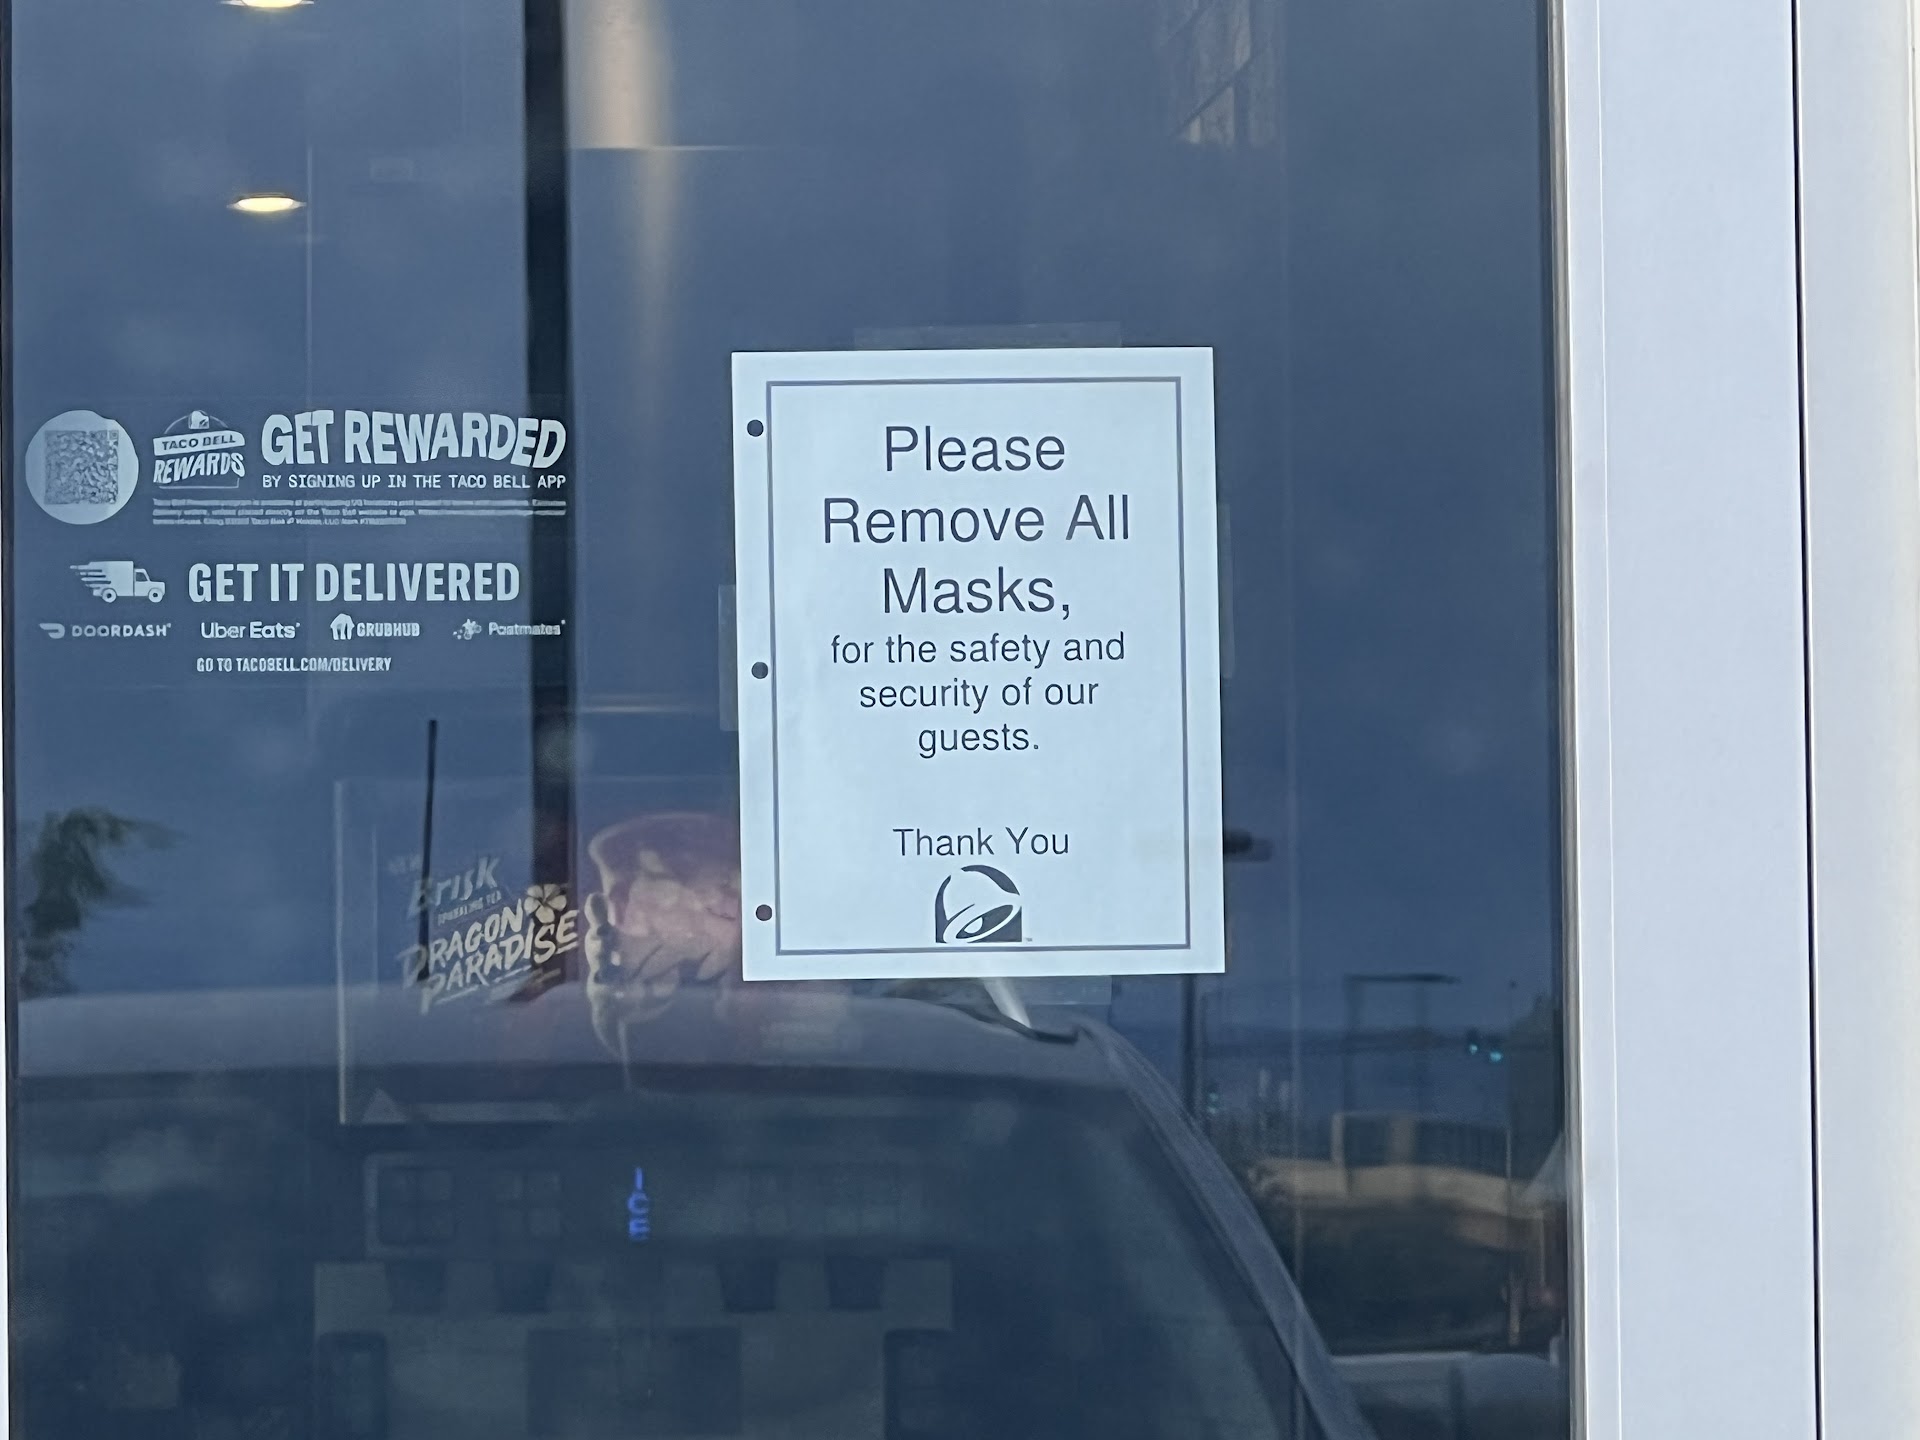 TACO BELL
REWARDS
GET REWARDED
BY SIGNING UP IN THE TACO BELL APP
GET IT DELIVERED
DOORDASH
Uber Eats
GRUBHUB
Postmates
GO TO TACOBELL.COM/DELIVERY
Please
Remove All
Masks,
for the safety and
security of our
guests.
Thank You
Brisk
DRAGON
PARADISE
ICE